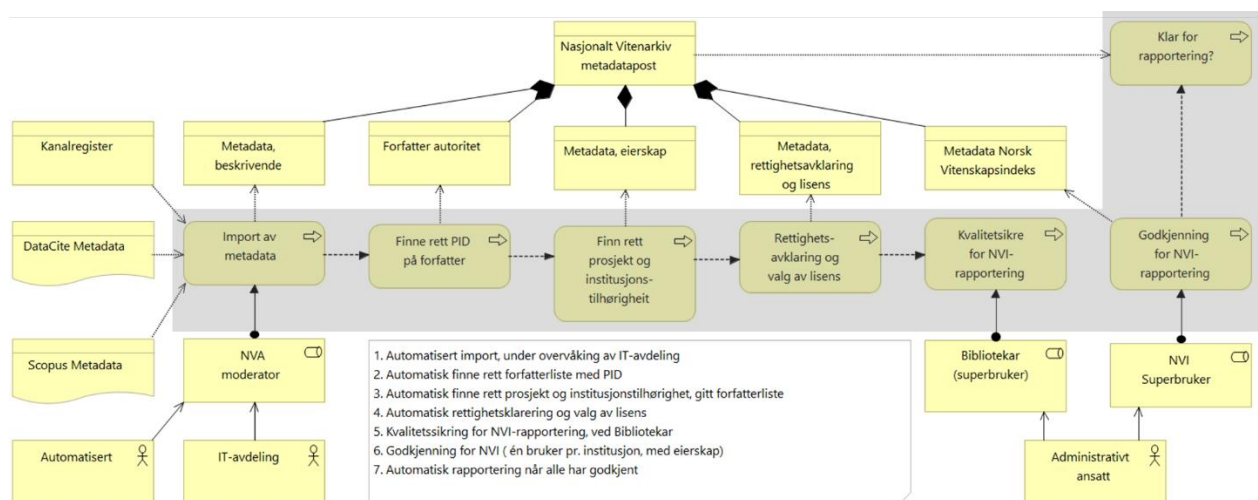 Nasjonalt Vitenarkiv
metadatapost
Klar for
rapportering?
Kanalregister
Metadata,
beskrivende
Forfatter autoritet
Metadata, eierskap
Metadata,
rettighetsavklaring
og lisens
Metadata Norsk
Vitenskapsindeks
DataCite Metadata
Import av
metadata
Finne rett PID
på forfatter
Finn rett
prosjekt og
institusjons-
tilhørigheit
Rettighets-
avklaring og
valg av lisens
Kvalitetsikre
for NVI-
rapportering
Godkjenning
for NVI-
rapportering
Scopus Metadata
NVA
moderator
1. Automatisert import, under overvåking av IT-avdeling
2. Automatisk finne rett forfatterliste med PID
3. Automatisk finne rett prosjekt og institusjonstilhørighet, gitt forfatterliste
4. Automatisk rettighetsklarering og valg av lisens
5. Kvalitetssikring for NVI-rapportering, ved Bibliotekar
6. Godkjenning for NVI ( én bruker pr. institusjon, med eierskap)
7. Automatisk rapportering når alle har godkjent
Bibliotekar
(superbruker)
NVI
Superbruker
Automatisert
IT-avdeling
Administrativt
ansatt